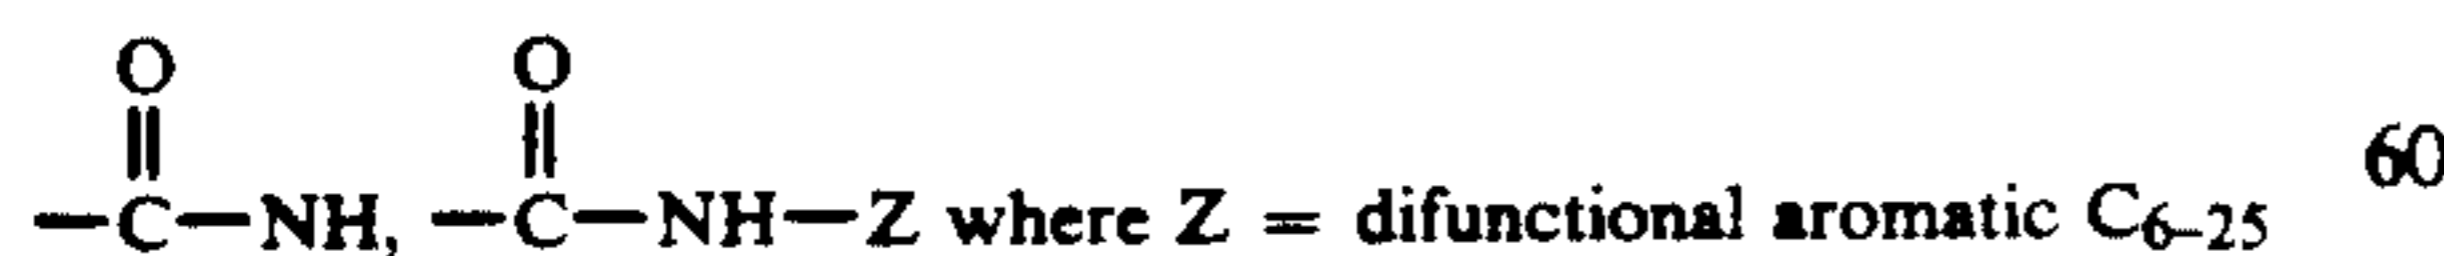 O O
|| || 60
—C—NH, —C—NH—Z where Z = difunctional aromatic C6–25